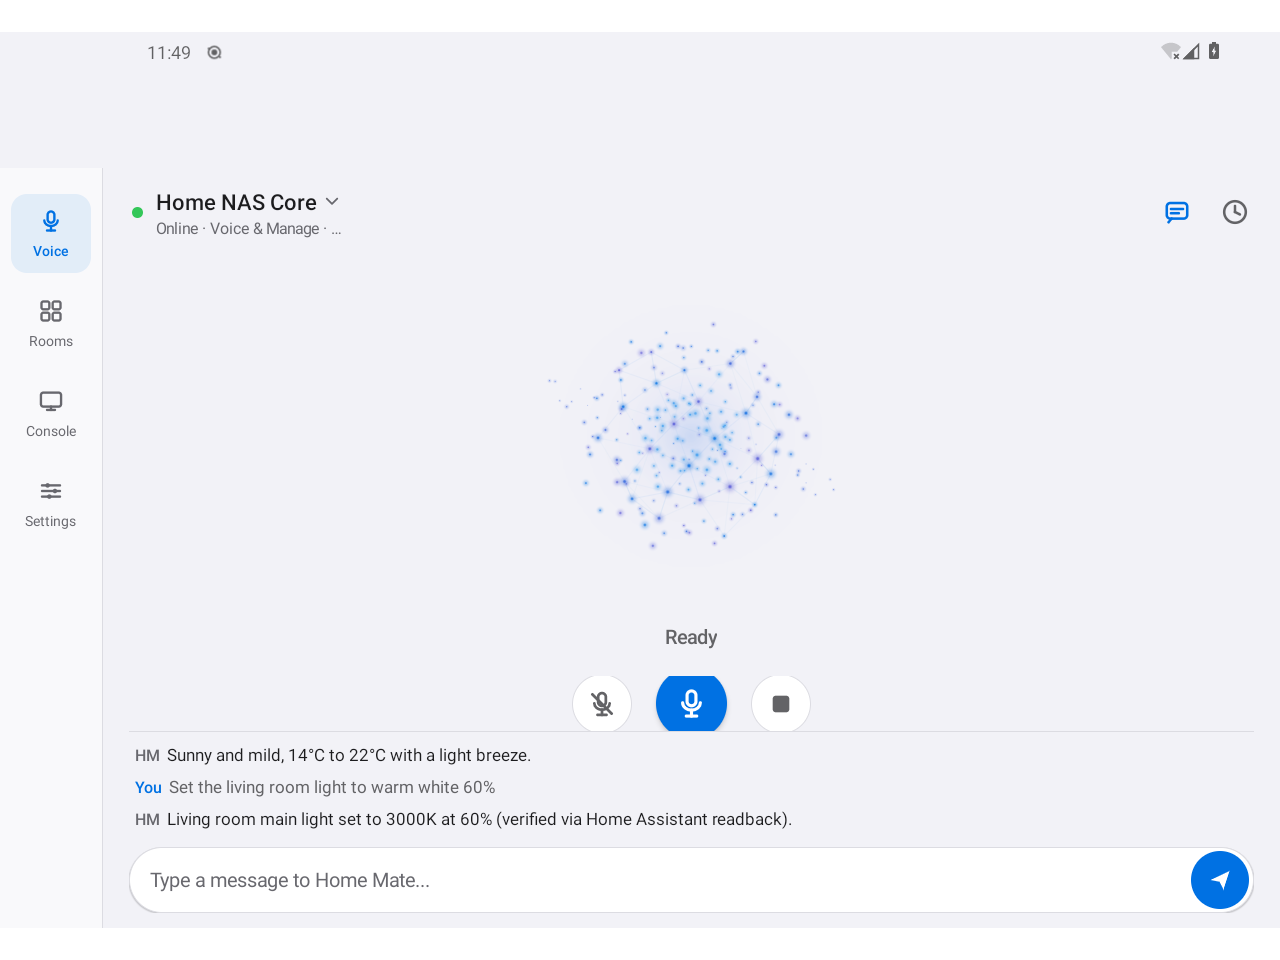 11:49
Home NAS Core
Online · Voice & Manage · ...
Voice
Rooms
Console
Settings
Ready
HM Sunny and mild, 14°C to 22°C with a light breeze.
You Set the living room light to warm white 60%
HM Living room main light set to 3000K at 60% (verified via Home Assistant readback).
Type a message to Home Mate...